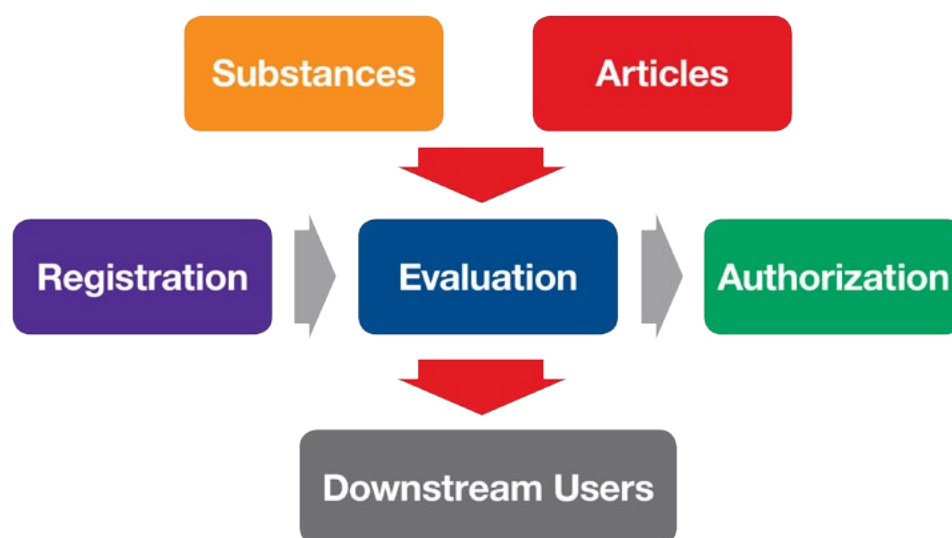 Substances
Articles
Registration
Evaluation
Authorization
Downstream Users